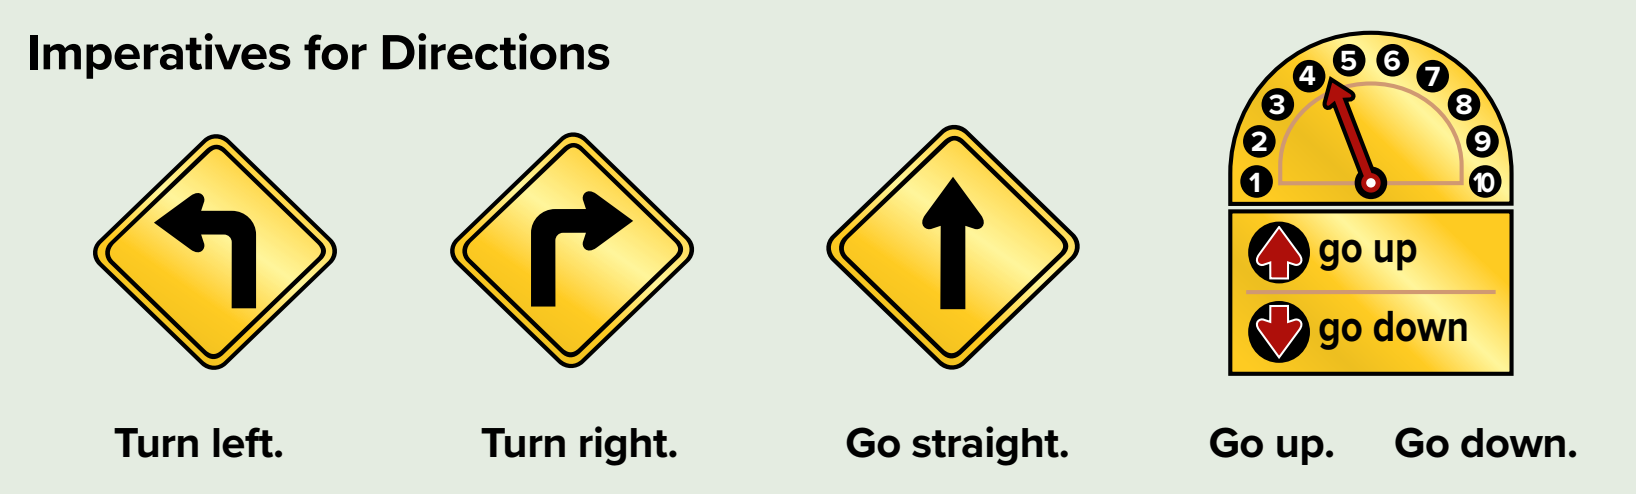 Imperatives for Directions
1 2 3 4 5 6 7 8 9 10
go up
go down
Turn left.
Turn right.
Go straight.
Go up.
Go down.